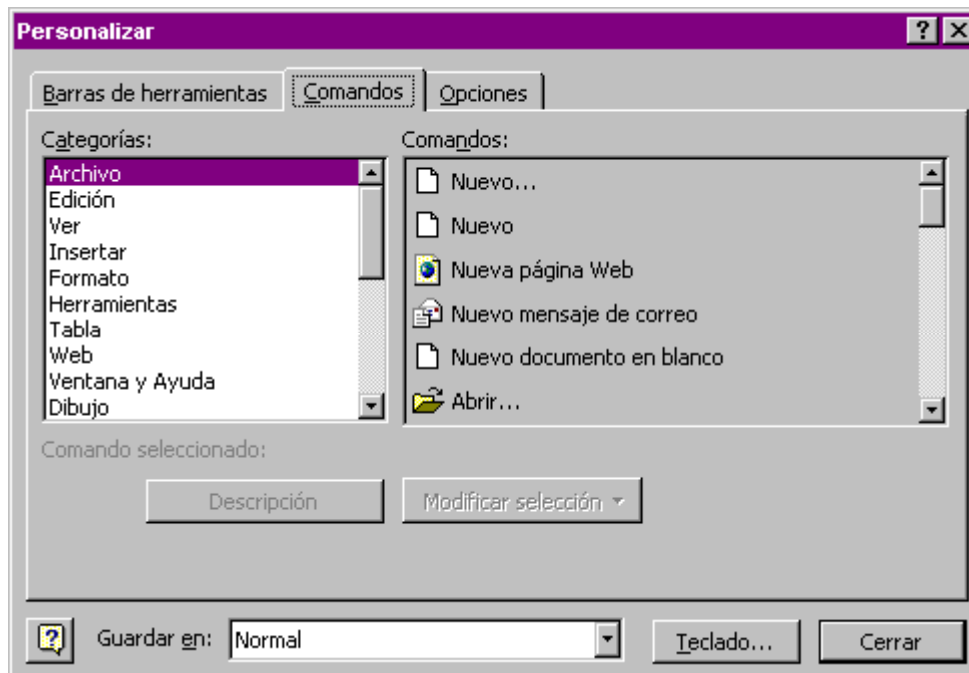 Personalizar
Barras de herramientas
Comandos
Opciones
Categorías:
Archivo
Edición
Ver
Insertar
Formato
Herramientas
Tabla
Web
Ventana y Ayuda
Dibujo
Comandos:
Nuevo...
Nuevo
Nueva página Web
Nuevo mensaje de correo
Nuevo documento en blanco
Abrir...
Comando seleccionado:
Descripción
Modificar selección
Guardar en:
Normal
Teclado...
Cerrar